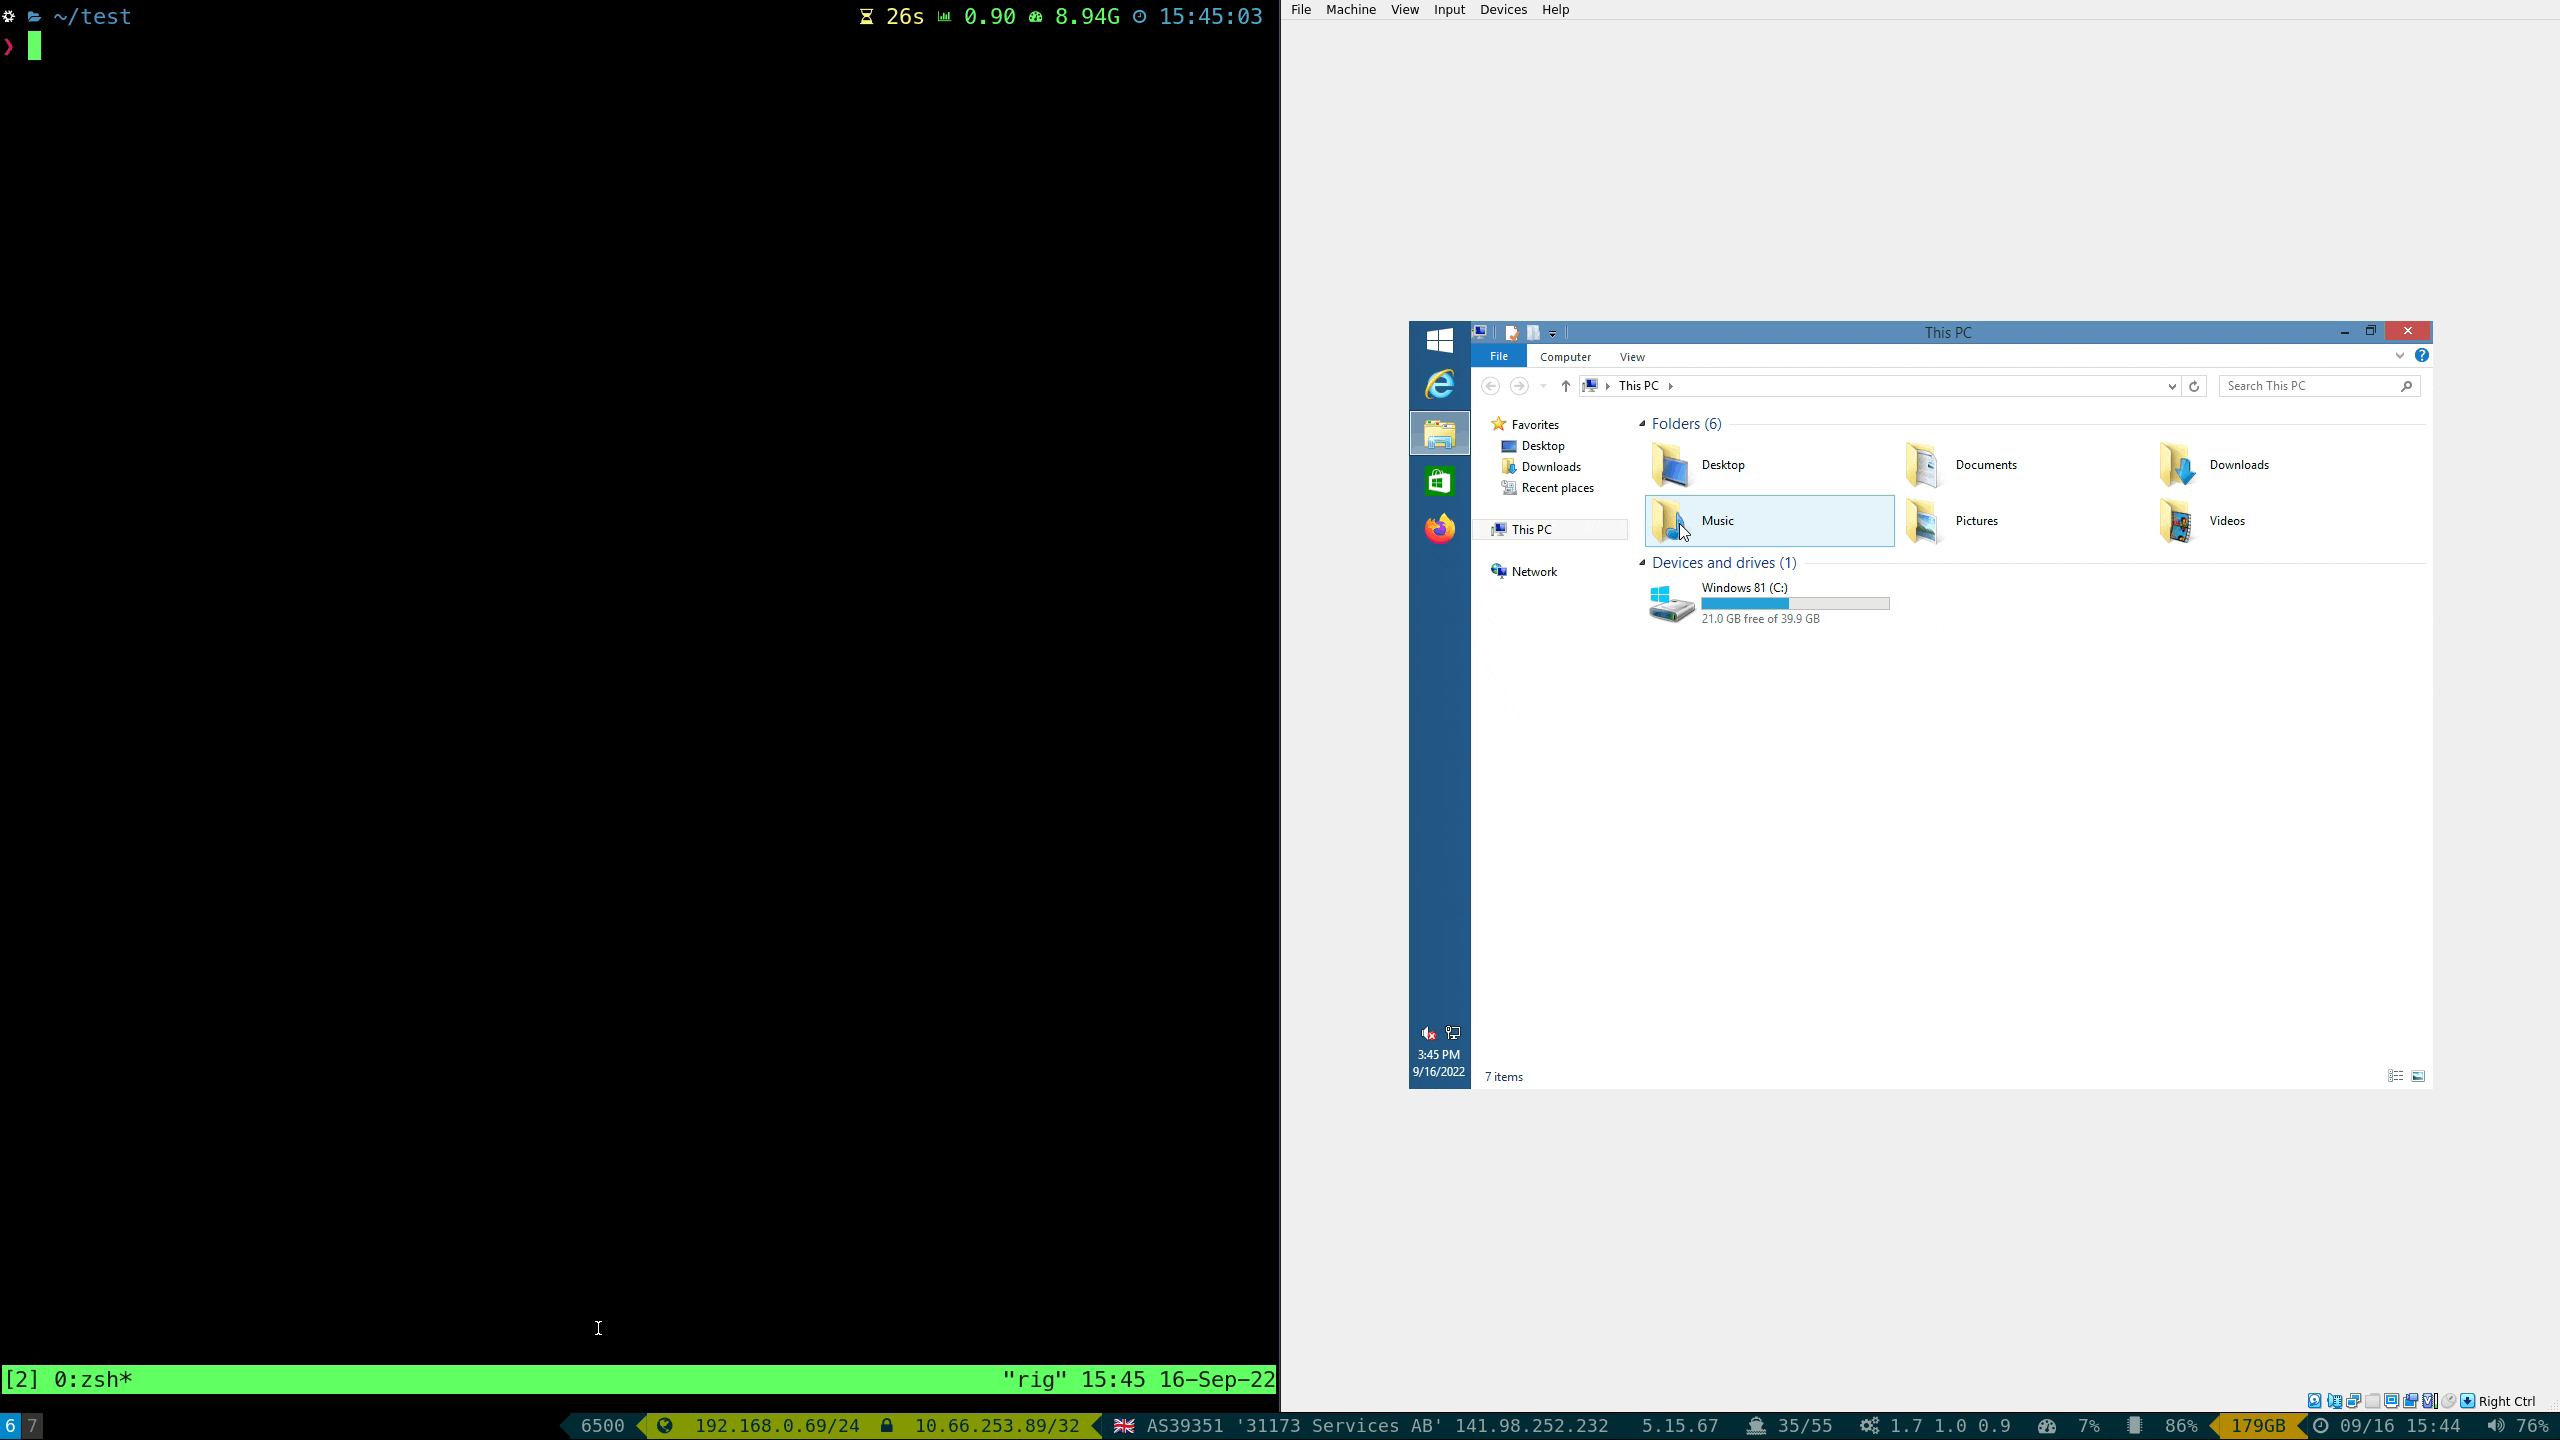 ~/test 26s 0.90 8.94G 15:45:03
❯
[2] 0:zsh* "rig" 15:45 16-Sep-22
File Machine View Input Devices Help
This PC
File Computer View
This PC Search This PC
Favorites
Desktop
Downloads
Recent places
This PC
Network
Folders (6)
Desktop Documents Downloads
Music Pictures Videos
Devices and drives (1)
Windows 81 (C:)
21.0 GB free of 39.9 GB
3:45 PM
9/16/2022
7 items
Right Ctrl
6 7 6500 192.168.0.69/24 10.66.253.89/32 AS39351 '31173 Services AB' 141.98.252.232 5.15.67 35/55 1.7 1.0 0.9 7% 86% 179GB 09/16 15:44 76%